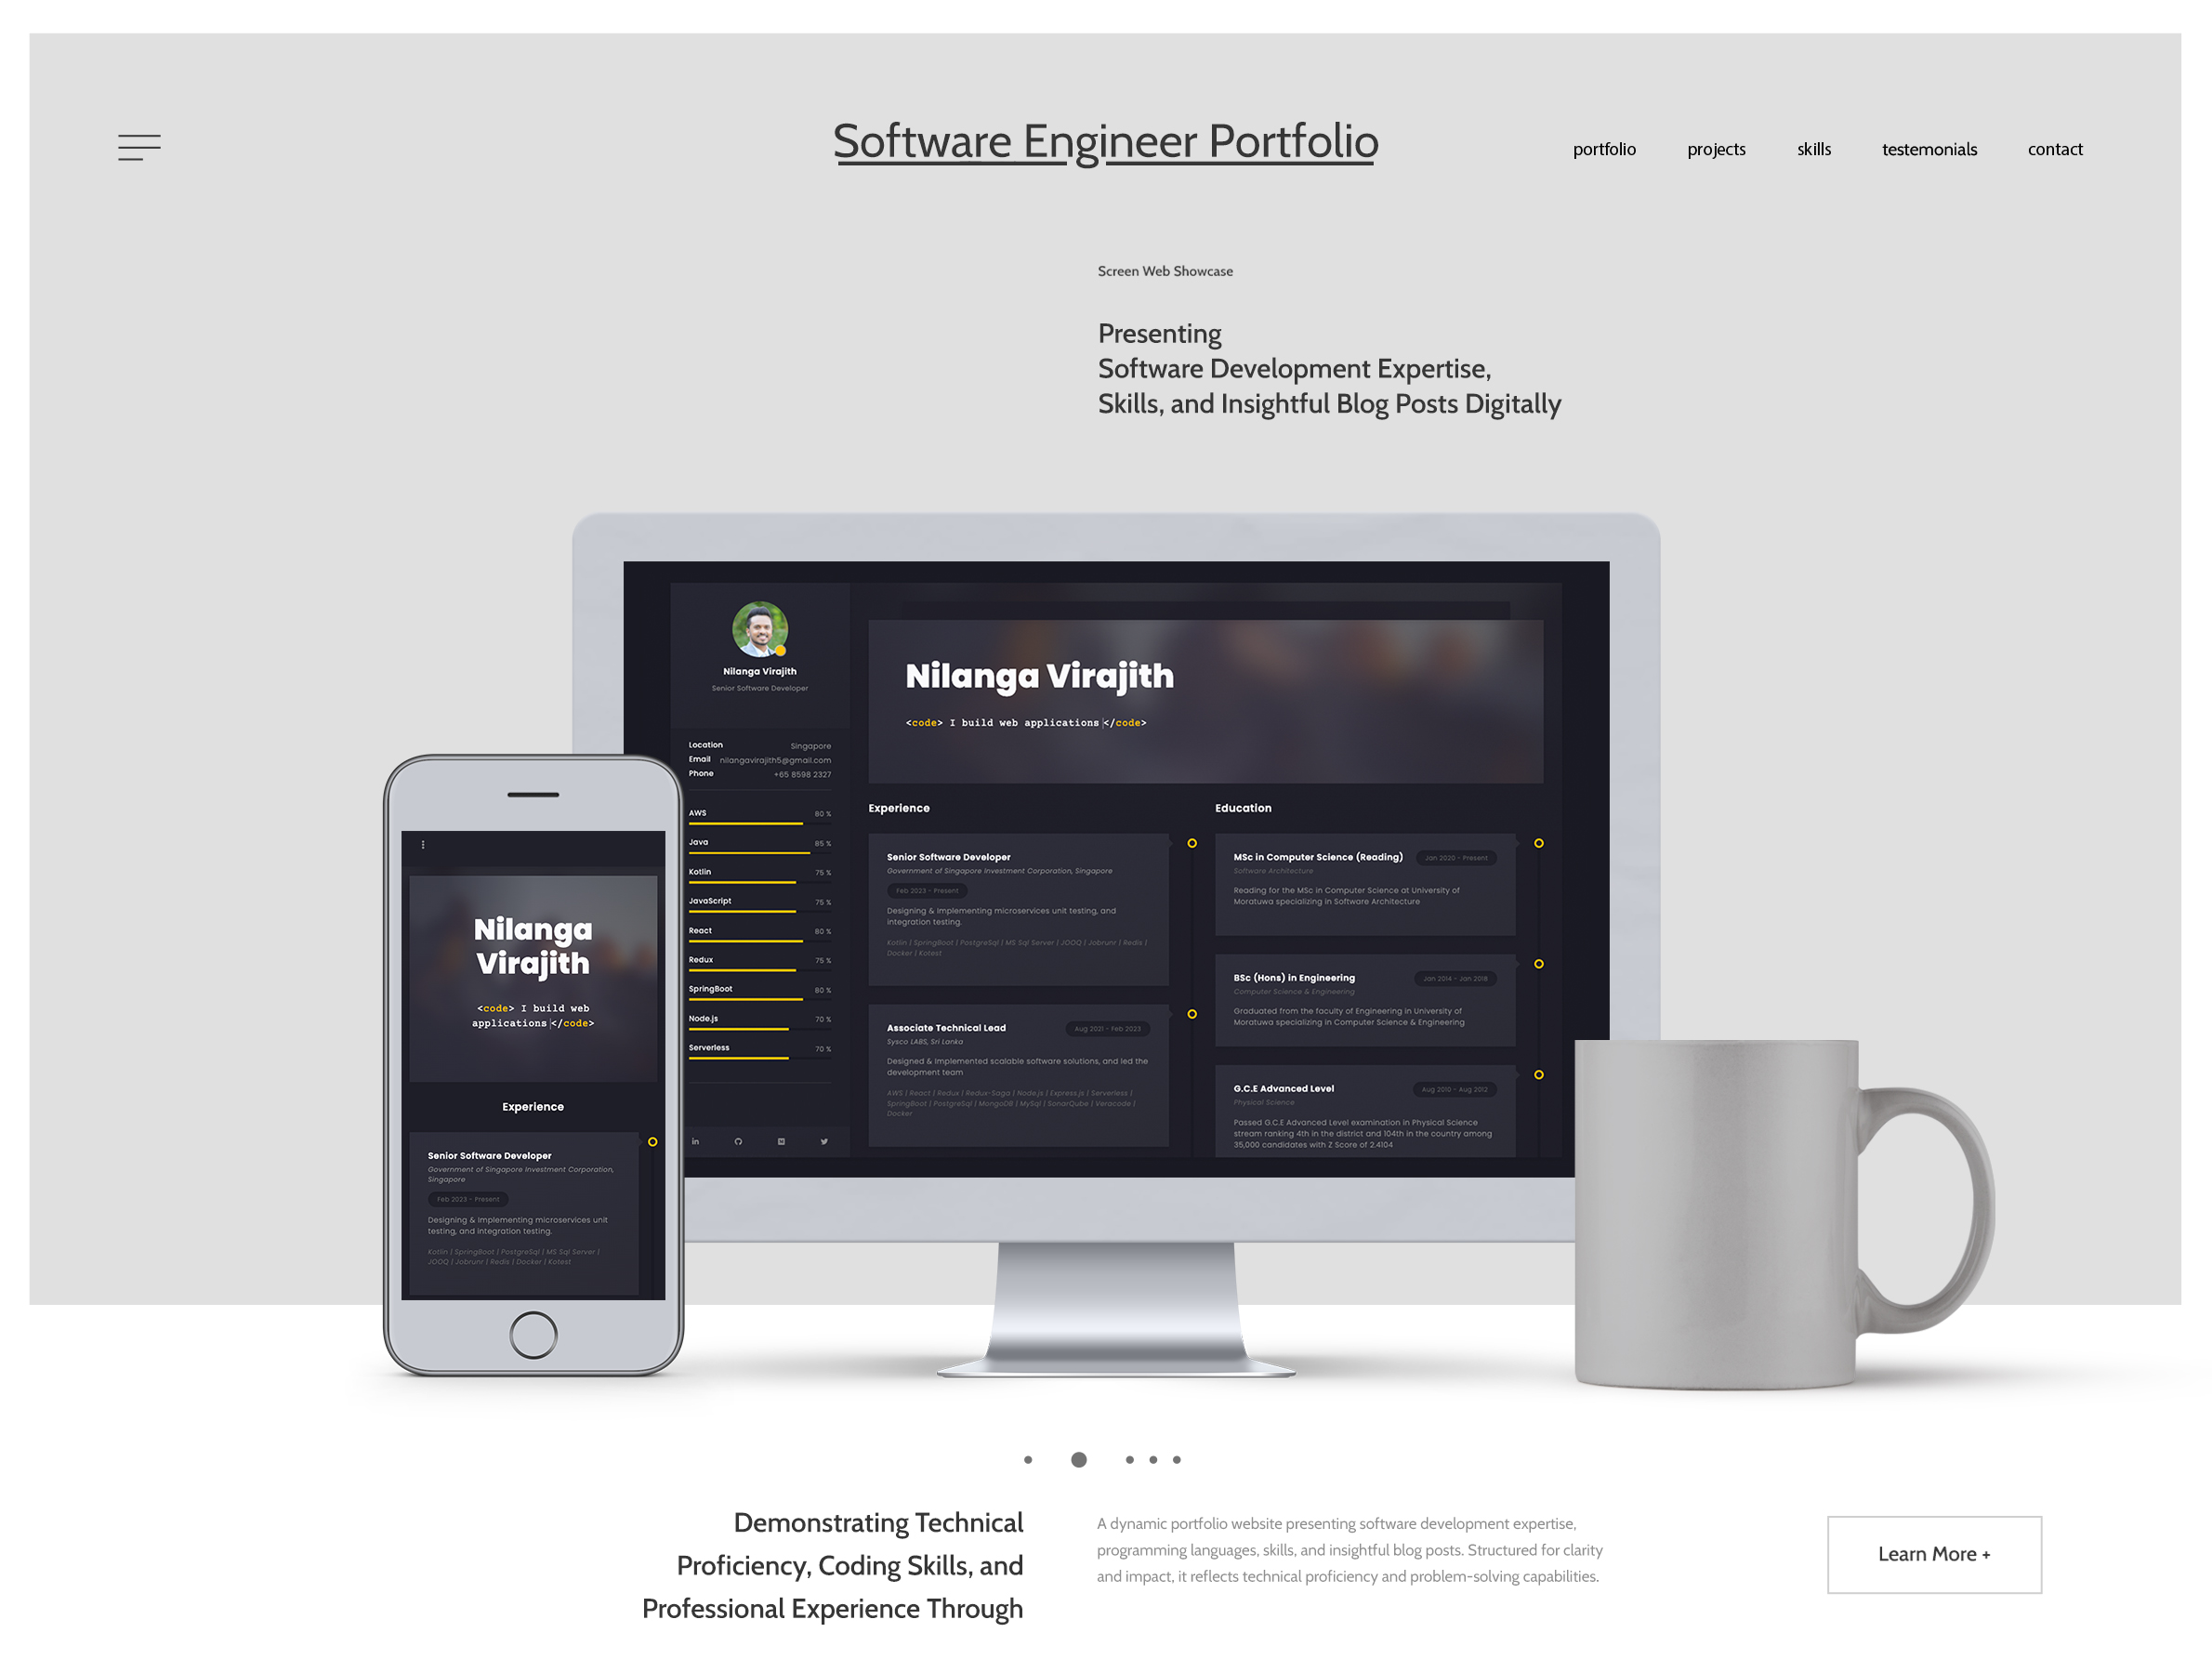 Software Engineer Portfolio
portfolio projects skills testemonials contact
Screen Web Showcase
Presenting
Software Development Expertise,
Skills, and Insightful Blog Posts Digitally
Nilanga Virajith
Senior Software Developer
Location Singapore
Email nilangavirajith5@gmail.com
Phone +65 8598 2327
AWS 80 %
Java 85 %
Kotlin 75 %
JavaScript 75 %
React 80 %
Redux 75 %
SpringBoot 80 %
Node.js 70 %
Serverless 70 %
in
Nilanga Virajith
<code> I build web applications|</code>
Experience
Senior Software Developer
Government of Singapore Investment Corporation, Singapore
Feb 2023 - Present
Designing & Implementing microservices unit testing, and
integration testing.
Kotlin | SpringBoot | PostgreSql | MS Sql Server | JOOQ | Jobrunr | Redis |
Docker | Kotest
Associate Technical Lead Aug 2021 - Feb 2023
Sysco LABS, Sri Lanka
Designed & Implemented scalable software solutions, and led the
development team
AWS | React | Redux | Redux-Saga | Node.js | Express.js | Serverless |
SpringBoot | PostgreSql | MongoDB | MySql | SonarQube | Veracode |
Docker
Education
MSc in Computer Science (Reading) Jan 2020 - Present
Software Architecture
Reading for the MSc in Computer Science at University of
Moratuwa specializing in Software Architecture
BSc (Hons) in Engineering Jan 2014 - Jan 2018
Computer Science & Engineering
Graduated from the faculty of Engineering in University of
Moratuwa specializing in Computer Science & Engineering
G.C.E Advanced Level Aug 2010 - Aug 2012
Physical Science
Passed G.C.E Advanced Level examination in Physical Science
stream ranking 4th in the district and 104th in the country among
35,000 candidates with Z Score of 2.4104
Nilanga
Virajith
<code> I build web
applications|</code>
Experience
Senior Software Developer
Government of Singapore Investment Corporation,
Singapore
Feb 2023 - Present
Designing & Implementing microservices unit
testing, and integration testing.
Kotlin | SpringBoot | PostgreSql | MS Sql Server |
JOOQ | Jobrunr | Redis | Docker | Kotest
Demonstrating Technical
Proficiency, Coding Skills, and
Professional Experience Through
A dynamic portfolio website presenting software development expertise,
programming languages, skills, and insightful blog posts. Structured for clarity
and impact, it reflects technical proficiency and problem-solving capabilities.
Learn More +